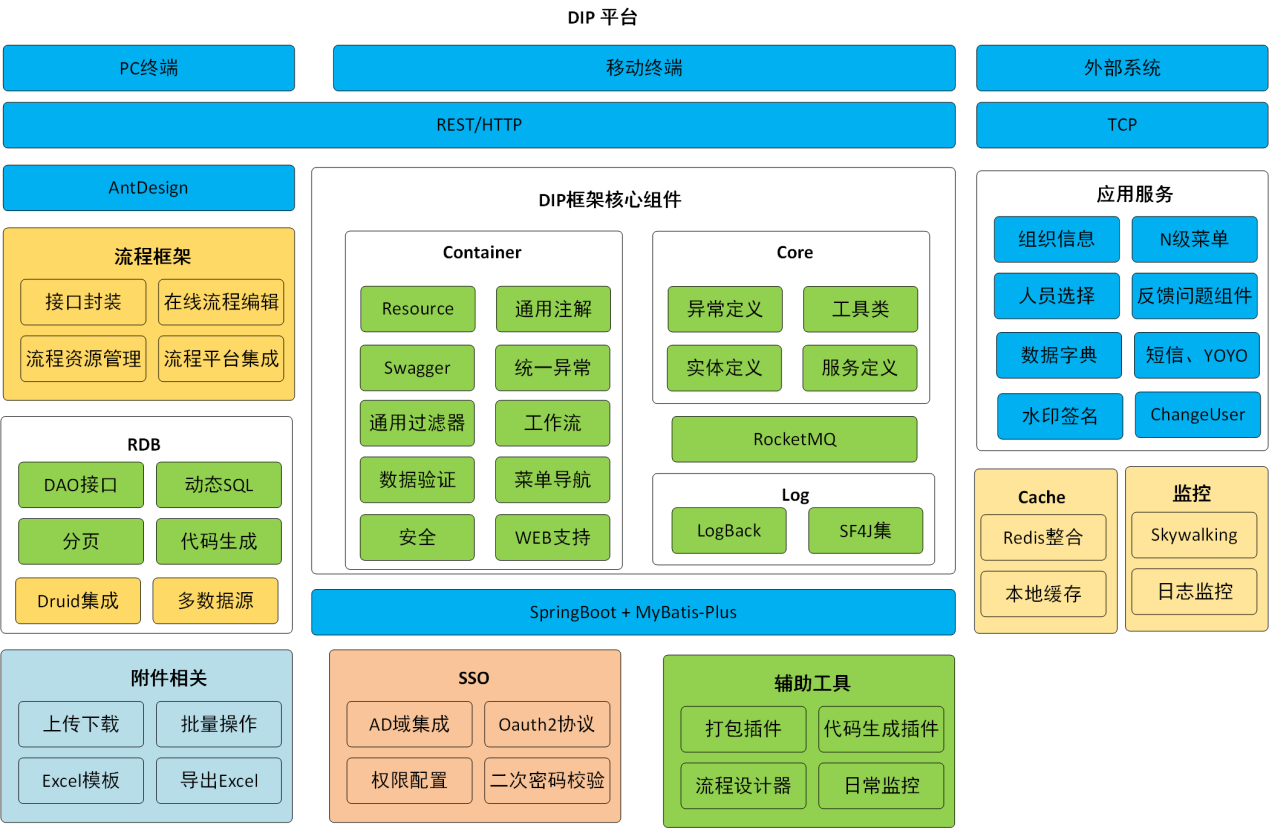 DIP 平台
PC终端
移动终端
外部系统
REST/HTTP
TCP
AntDesign
流程框架
接口封装
在线流程编辑
流程资源管理
流程平台集成
RDB
DAO接口
动态SQL
分页
代码生成
Druid集成
多数据源
附件相关
上传下载
批量操作
Excel模板
导出Excel
DIP框架核心组件
Container
Resource
通用注解
Swagger
统一异常
通用过滤器
工作流
数据验证
菜单导航
安全
WEB支持
Core
异常定义
工具类
实体定义
服务定义
RocketMQ
Log
LogBack
SF4J集
SpringBoot + MyBatis-Plus
SSO
AD域集成
Oauth2协议
权限配置
二次密码校验
辅助工具
打包插件
代码生成插件
流程设计器
日常监控
应用服务
组织信息
N级菜单
人员选择
反馈问题组件
数据字典
短信、YOYO
水印签名
ChangeUser
Cache
Redis整合
本地缓存
监控
Skywalking
日志监控